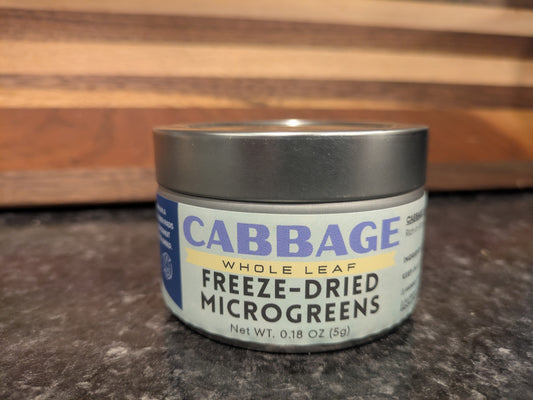 CABBAGE
WHOLE LEAF
FREEZE-DRIED
MICROGREENS
Net WT. 0.18 OZ (5g)